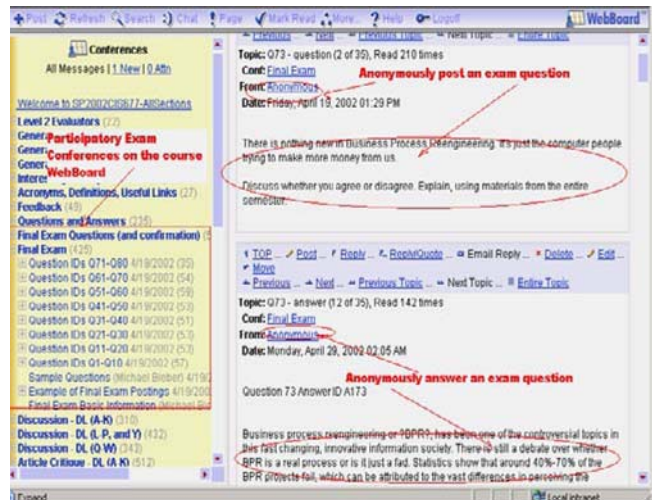 Post Refresh Search Chat Page Mark Read More... Help Logoff WebBoard
Conferences
All Messages | 1 New | 0 Attn
Welcome to SP2002CIS677-AllSections
Level 2 Evaluators (22)
Participatory Exam
Conferences on the course
WebBoard
Acronyms, Definitions, Useful Links (27)
Feedback (49)
Questions and Answers (235)
Final Exam Questions (and confirmation)
Final Exam (425)
Question IDs Q71-Q80 4/19/2002 (35)
Question IDs Q61-Q70 4/19/2002 (54)
Question IDs Q51-Q60 4/19/2002 (59)
Question IDs Q41-Q50 4/19/2002 (53)
Question IDs Q31-Q40 4/19/2002 (51)
Question IDs Q21-Q30 4/19/2002 (53)
Question IDs Q11-Q20 4/19/2002 (53)
Question IDs Q1-Q10 4/19/2002 (57)
Sample Questions (Michael Bieber) 4/19/
Example of Final Exam Postings 4/19/200
Final Exam Basic Information (Michael Bie
Discussion - DL (A-K) (310)
Discussion - DL (L-P, and Y) (432)
Discussion - DL (Q-W) (343)
Article Critique - DL (A-K) (512)
Previous ... Next ... Previous Topic ... Next Topic ... Entire Topic
Topic: Q73 - question (2 of 35), Read 210 times
Conf: Final Exam
From: Anonymous
Date: Friday, April 19, 2002 01:29 PM
Anonymously post an exam question
There is nothing new in Business Process Reengineering. It's just the computer people
trying to make more money from us.
Discuss whether you agree or disagree. Explain, using materials from the entire
semester.
TOP ... Post ... Reply ... Reply/Quote ... Email Reply ... Delete ... Edit ...
Move
Previous ... Next ... Previous Topic ... Next Topic ... Entire Topic
Topic: Q73 - answer (12 of 35), Read 142 times
Conf: Final Exam
From: Anonymous
Date: Monday, April 29, 2002 02:05 AM
Anonymously answer an exam question
Question 73 Answer ID A173
Business process reengineering or ?BPR?, has been one of the controversial topics in
this fast changing, innovative information society. There is still a debate over whether
BPR is a real process or is it just a fad. Statistics show that around 40%-70% of the
BPR projects fail, which can be attributed to the vast differences in perceiving the
Expand Local intranet